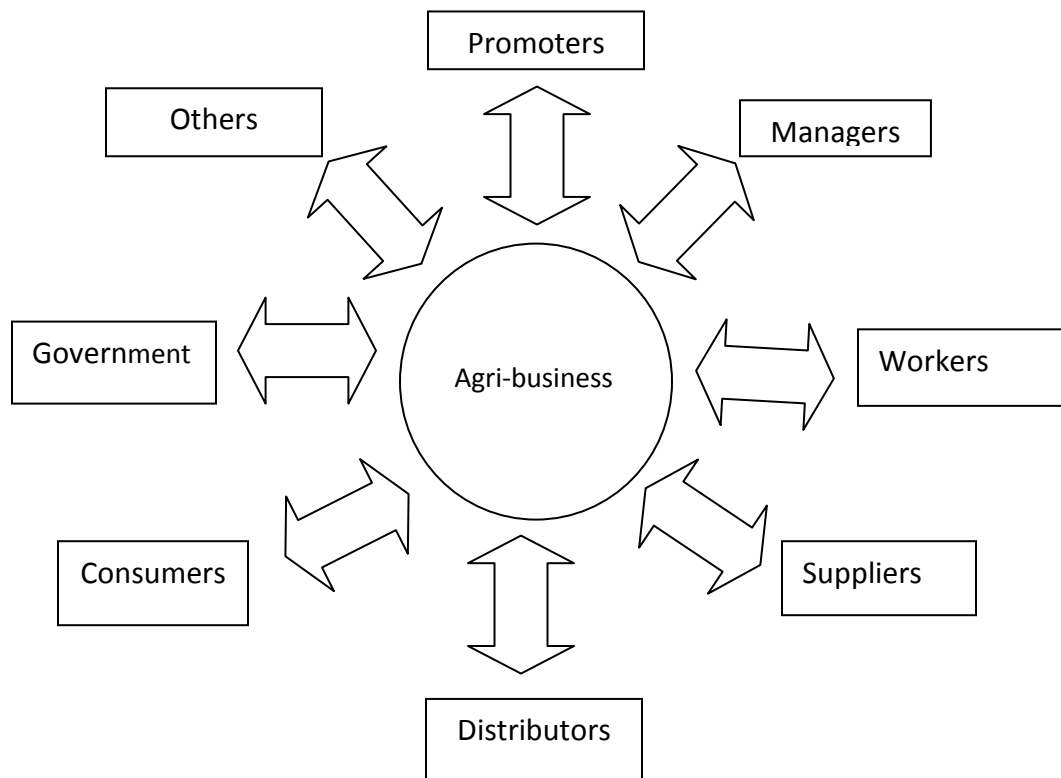 Promoters
Others
Managers
Government
Agri-business
Workers
Consumers
Suppliers
Distributors